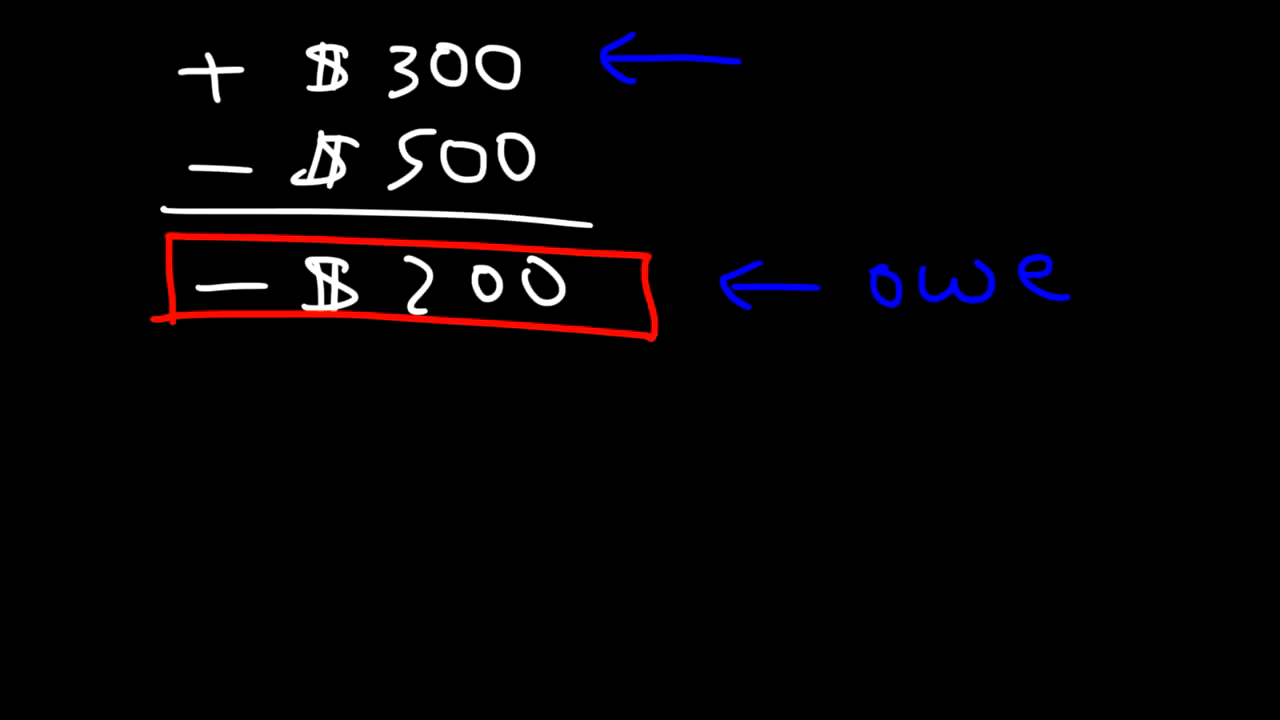 + $ 300 ←
- $ 500
- $ 200 ← owe